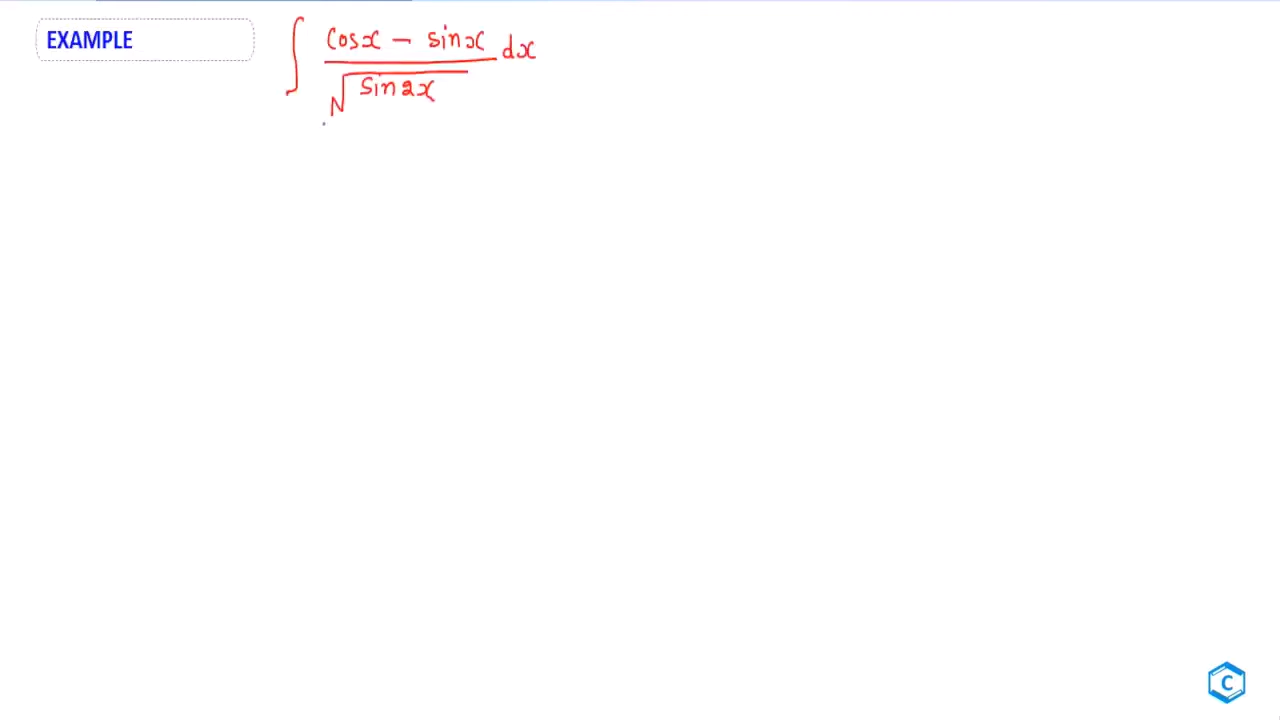 EXAMPLE
∫ (cosx − sinx)/√(sin2x) dx
C